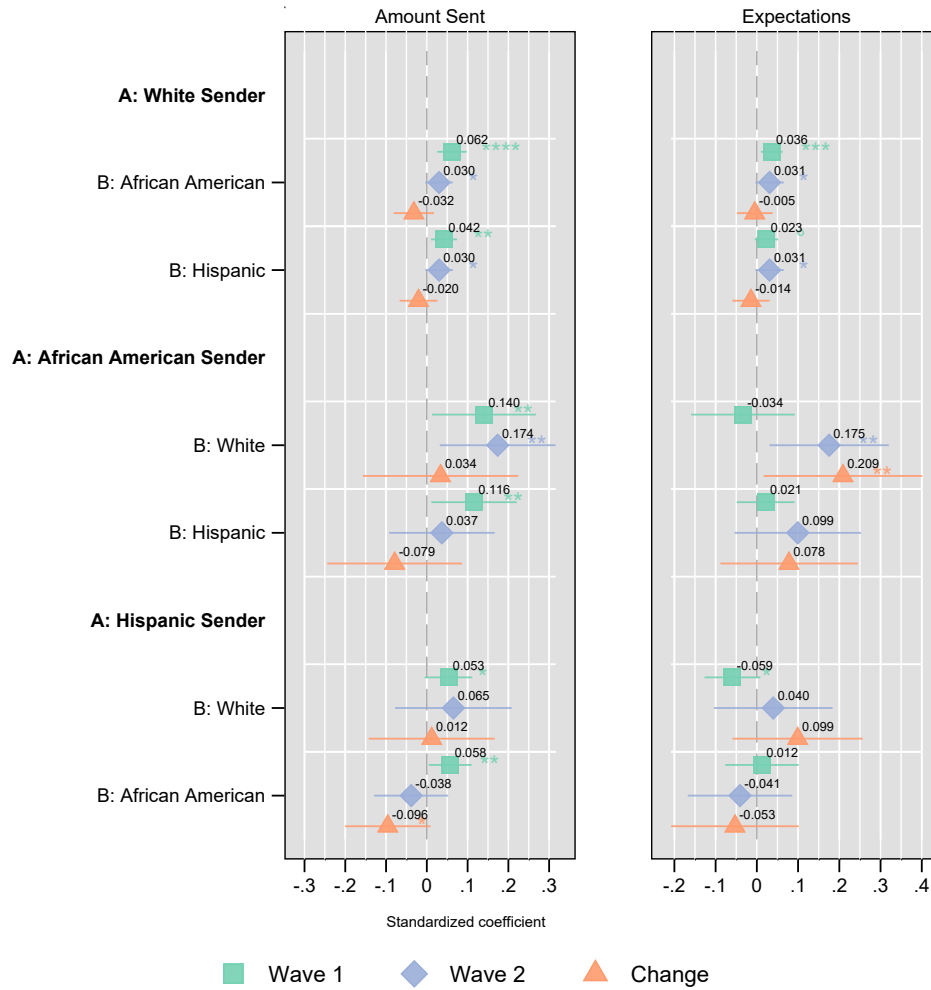 Amount Sent Expectations
A: White Sender
0.062 **** 0.036 ***
B: African American 0.030 * 0.031 *
-0.032 -0.005
0.042 ** 0.023 *
B: Hispanic 0.030 * 0.031 *
-0.020 -0.014
A: African American Sender
0.140 ** -0.034
B: White 0.174 ** 0.175 **
0.034 0.209 **
0.116 ** 0.021
B: Hispanic 0.037 0.099
-0.079 0.078
A: Hispanic Sender
0.053 * -0.059 *
B: White 0.065 0.040
0.012 0.099
0.058 ** 0.012
B: African American -0.038 -0.041
-0.096 * -0.053
-.3 -.2 -.1 0 .1 .2 .3 -.2 -.1 0 .1 .2 .3 .4
Standardized coefficient
Wave 1 Wave 2 Change